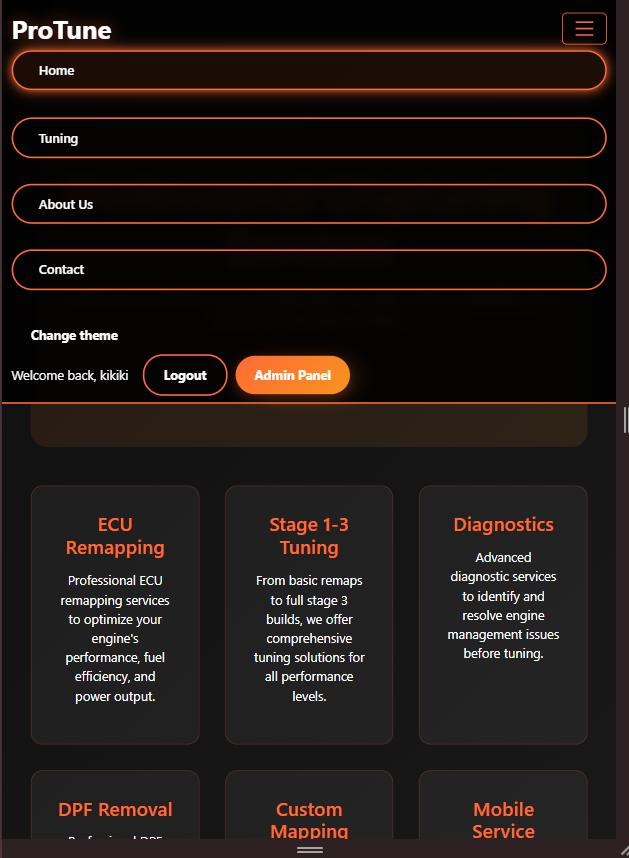 ProTune
Home
Tuning
About Us
Contact
Change theme
Welcome back, kikiki
Logout
Admin Panel
ECU
Remapping
Professional ECU
remapping services
to optimize your
engine's
performance, fuel
efficiency, and
power output.
Stage 1-3
Tuning
From basic remaps
to full stage 3
builds, we offer
comprehensive
tuning solutions for
all performance
levels.
Diagnostics
Advanced
diagnostic services
to identify and
resolve engine
management issues
before tuning.
DPF Removal
Professional DPF
Custom
Mapping
Mobile
Service